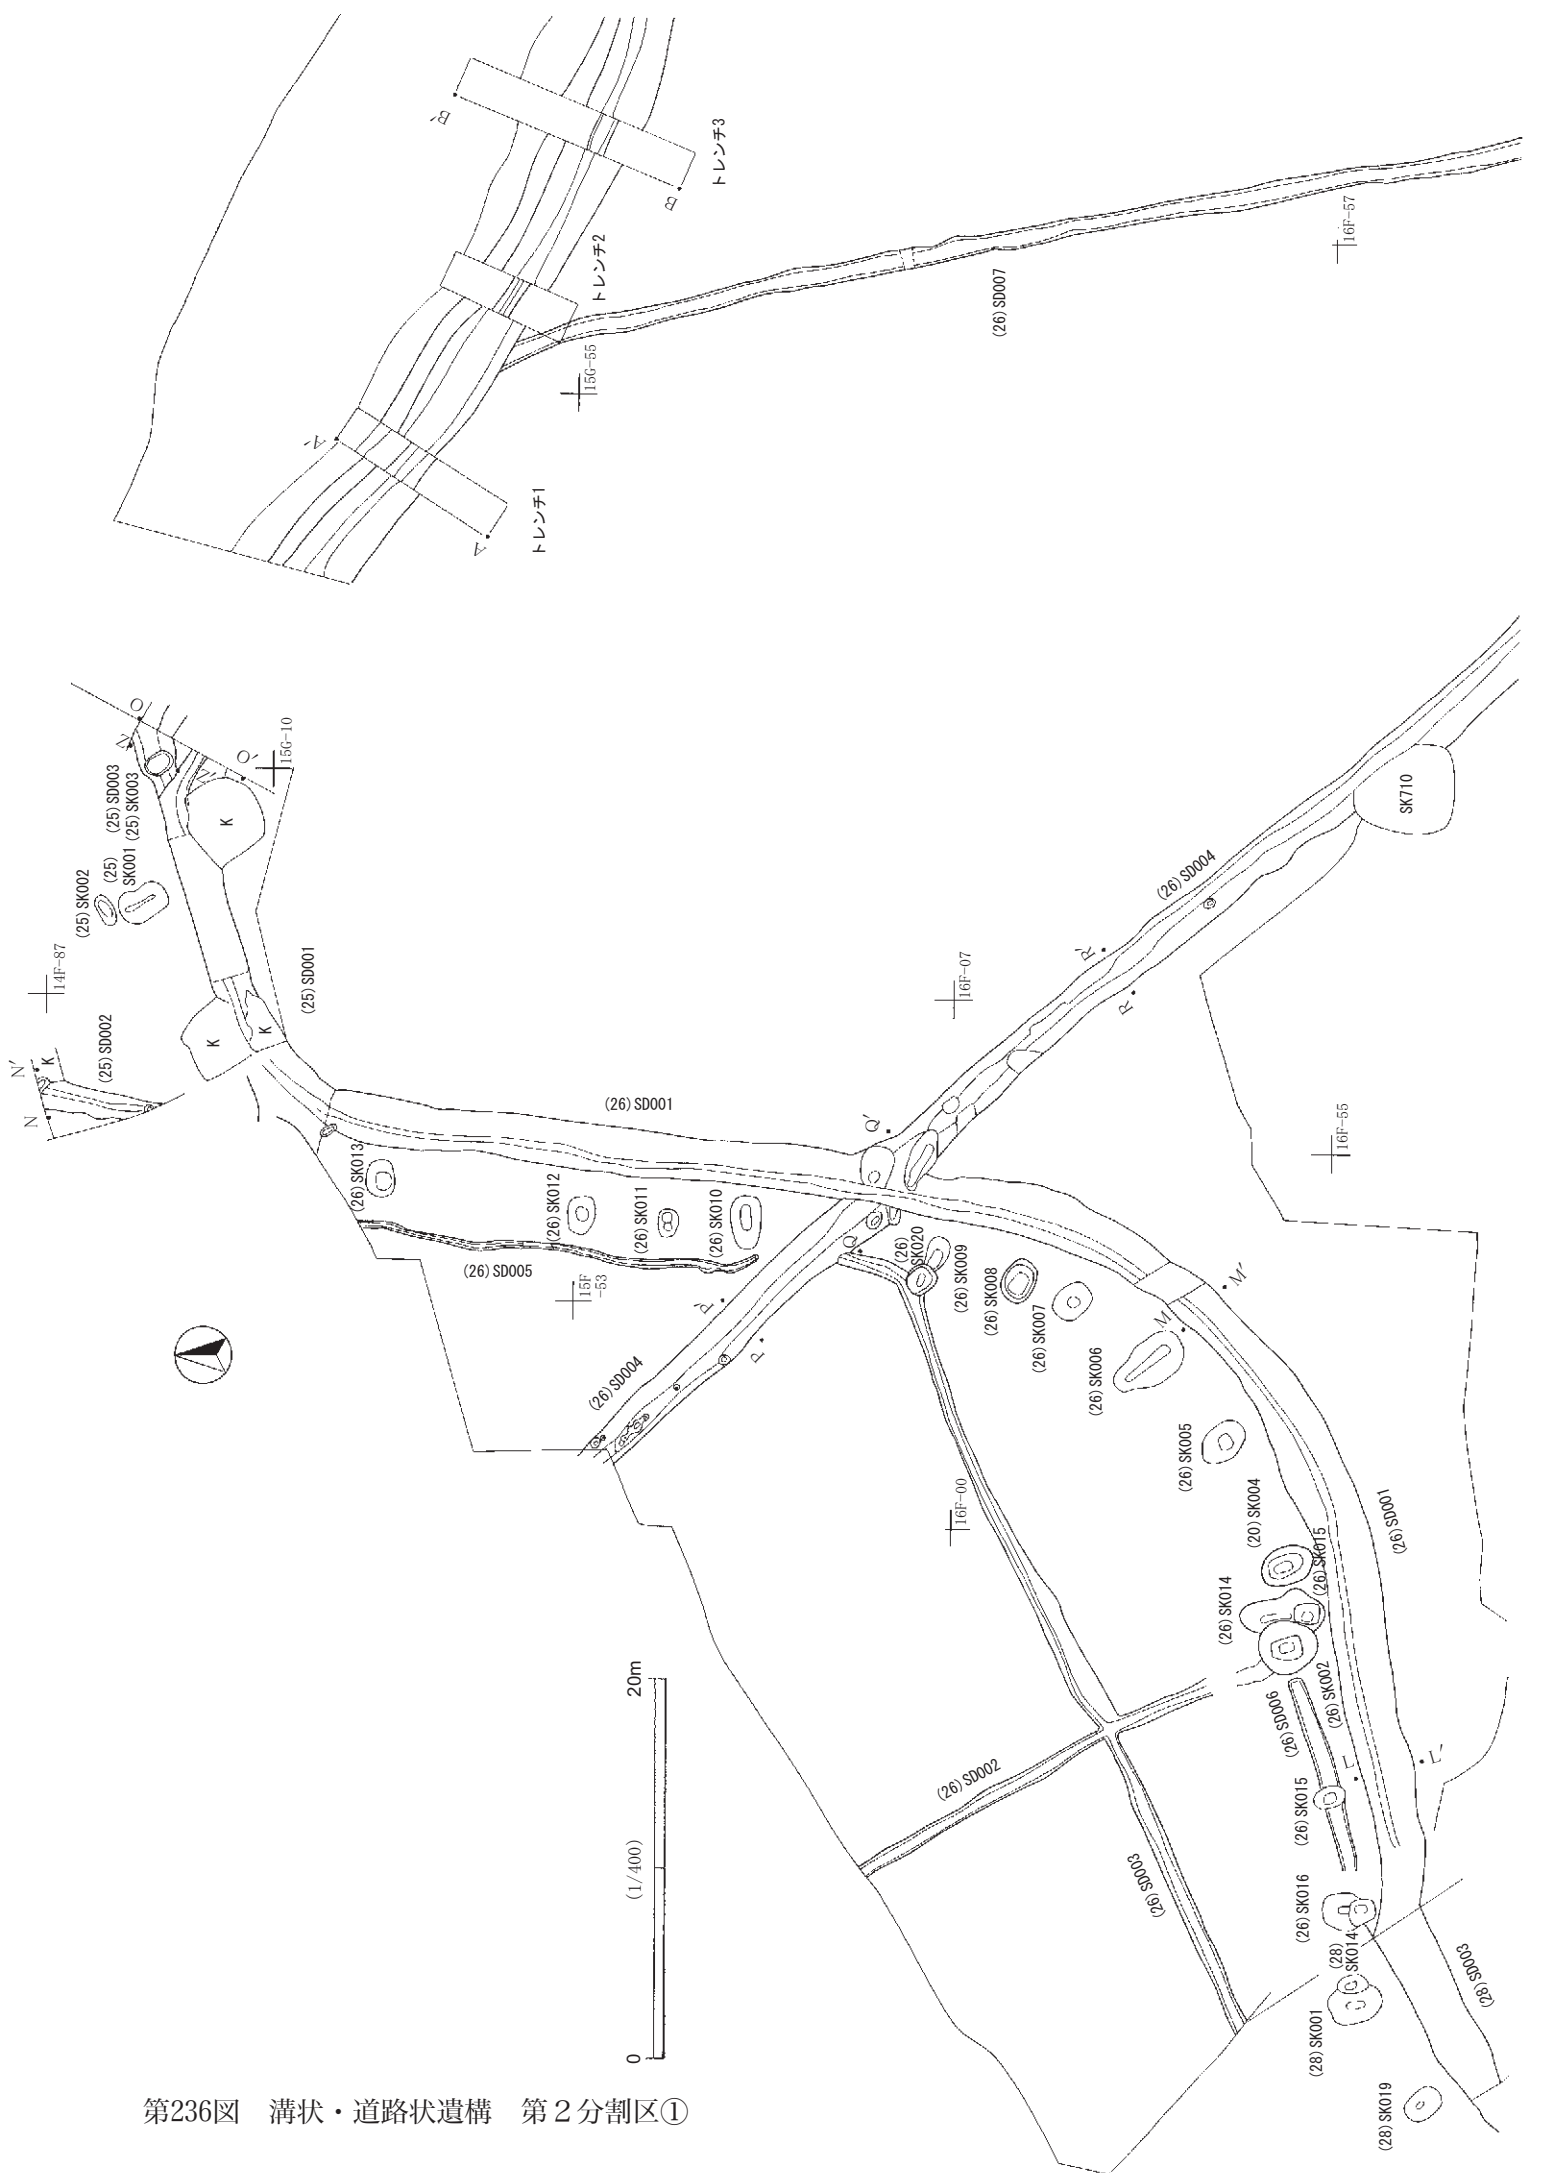 B′
B
トレンチ3
トレンチ2
16F-57
(26)SD007
15G-55
A′
A
トレンチ1
O
N
O′
N′
15G-10
(25)SD003
(25)SK003
K
(25)
SK001
(25)SK002
14F-87
(25)SD001
K
K
N′
N
K
(25)SD002
SK710
(26)SD004
16F-07
R′
R
16F-55
(26)SD001
Q′
Q
(26)SK013
(26)SK012
(26)SK011
(26)SK010
(26)SD005
15F
-53
(26)
SK020
(26)SK009
(26)SK008
(26)SK007
(26)SK006
M′
M
P′
P
(26)SD004
(26)SK005
16F-00
(20)SK004
(26)SK015
(26)SD001
(26)SK014
(26)SK002
(26)SD006
(26)SD002
L
L′
(26)SK015
(26)SD003
(26)SK016
(28)
SK014
(28)SD003
(28)SK001
(28)SK019
0
(1/400)
20m
第236図　溝状・道路状遺構　第２分割区①